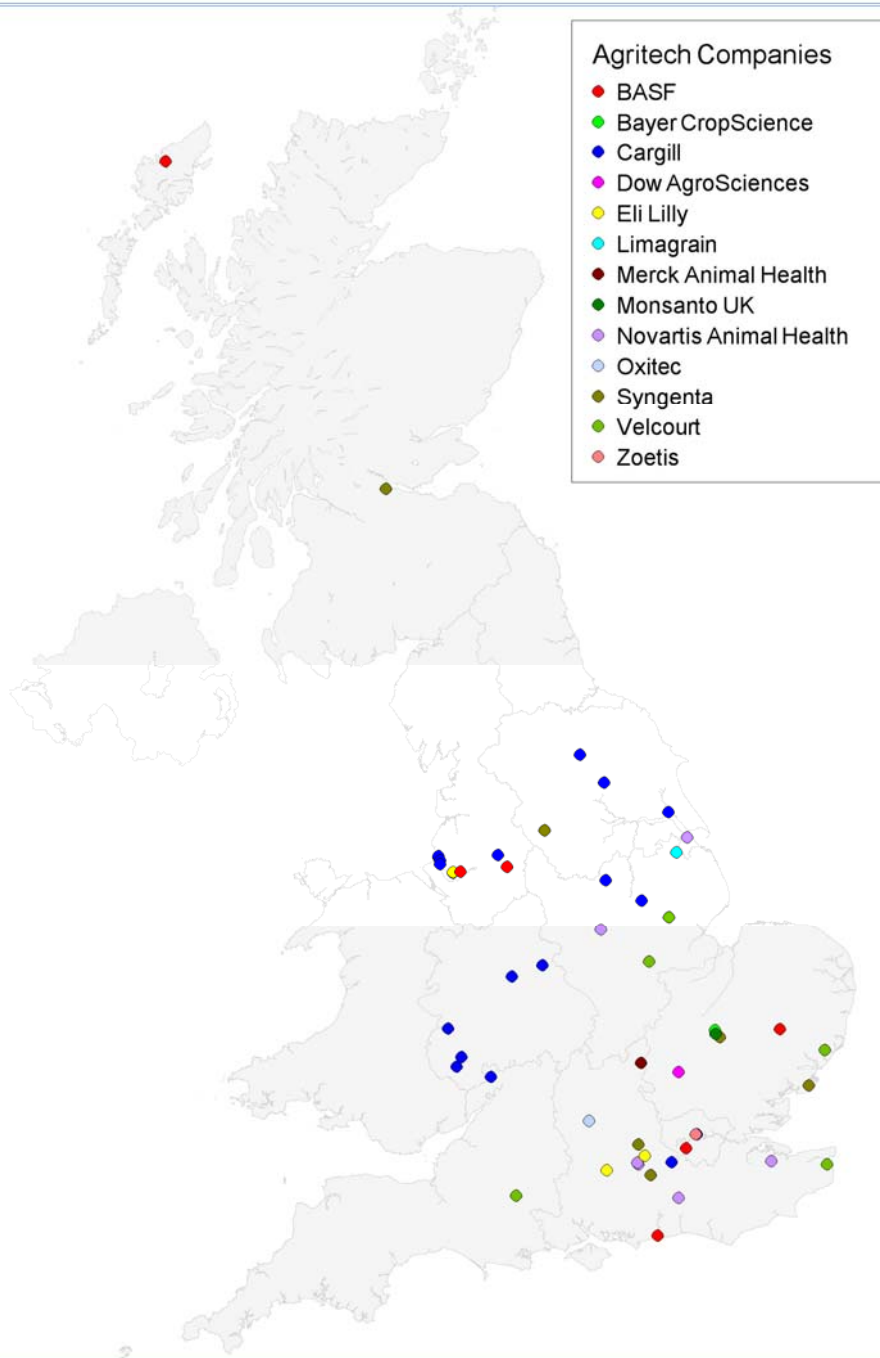 Agritech Companies
BASF
Bayer CropScience
Cargill
Dow AgroSciences
Eli Lilly
Limagrain
Merck Animal Health
Monsanto UK
Novartis Animal Health
Oxitec
Syngenta
Velcourt
Zoetis